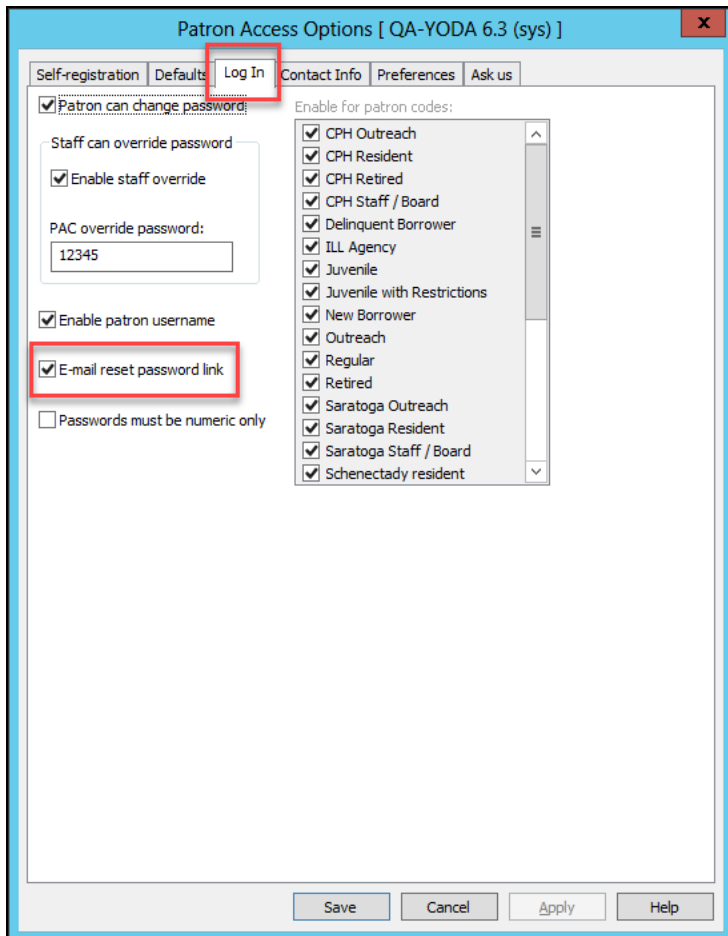 Patron Access Options [ QA-YODA 6.3 (sys) ]
x
Self-registration Defaults Log In Contact Info Preferences Ask us
Patron can change password
Staff can override password
Enable staff override
PAC override password:
12345
Enable patron username
E-mail reset password link
Passwords must be numeric only
Enable for patron codes:
CPH Outreach
CPH Resident
CPH Retired
CPH Staff / Board
Delinquent Borrower
ILL Agency
Juvenile
Juvenile with Restrictions
New Borrower
Outreach
Regular
Retired
Saratoga Outreach
Saratoga Resident
Saratoga Staff / Board
Schenectady resident
Save Cancel Apply Help